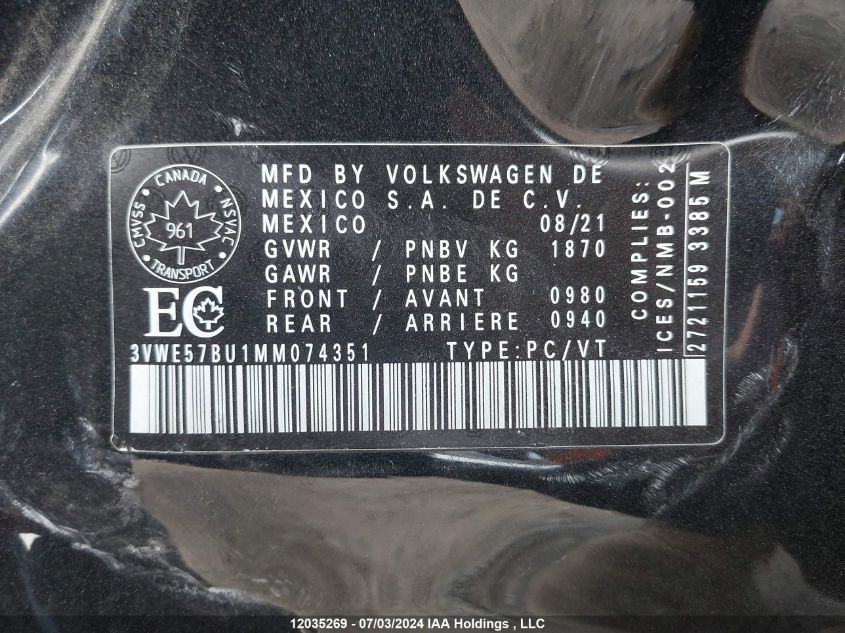 CANADA
CMVSS
NSVAC
961
TRANSPORT
EC
MFD BY VOLKSWAGEN DE
MEXICO S.A. DE C.V.
MEXICO 08/21
GVWR / PNBV KG 1870
GAWR / PNBE KG
FRONT / AVANT 0980
REAR / ARRIERE 0940
3VWE57BU1MM074351 TYPE:PC/VT
COMPLIES:
ICES/NMB-002
2721159 3385 M
12035269 - 07/03/2024 IAA Holdings , LLC